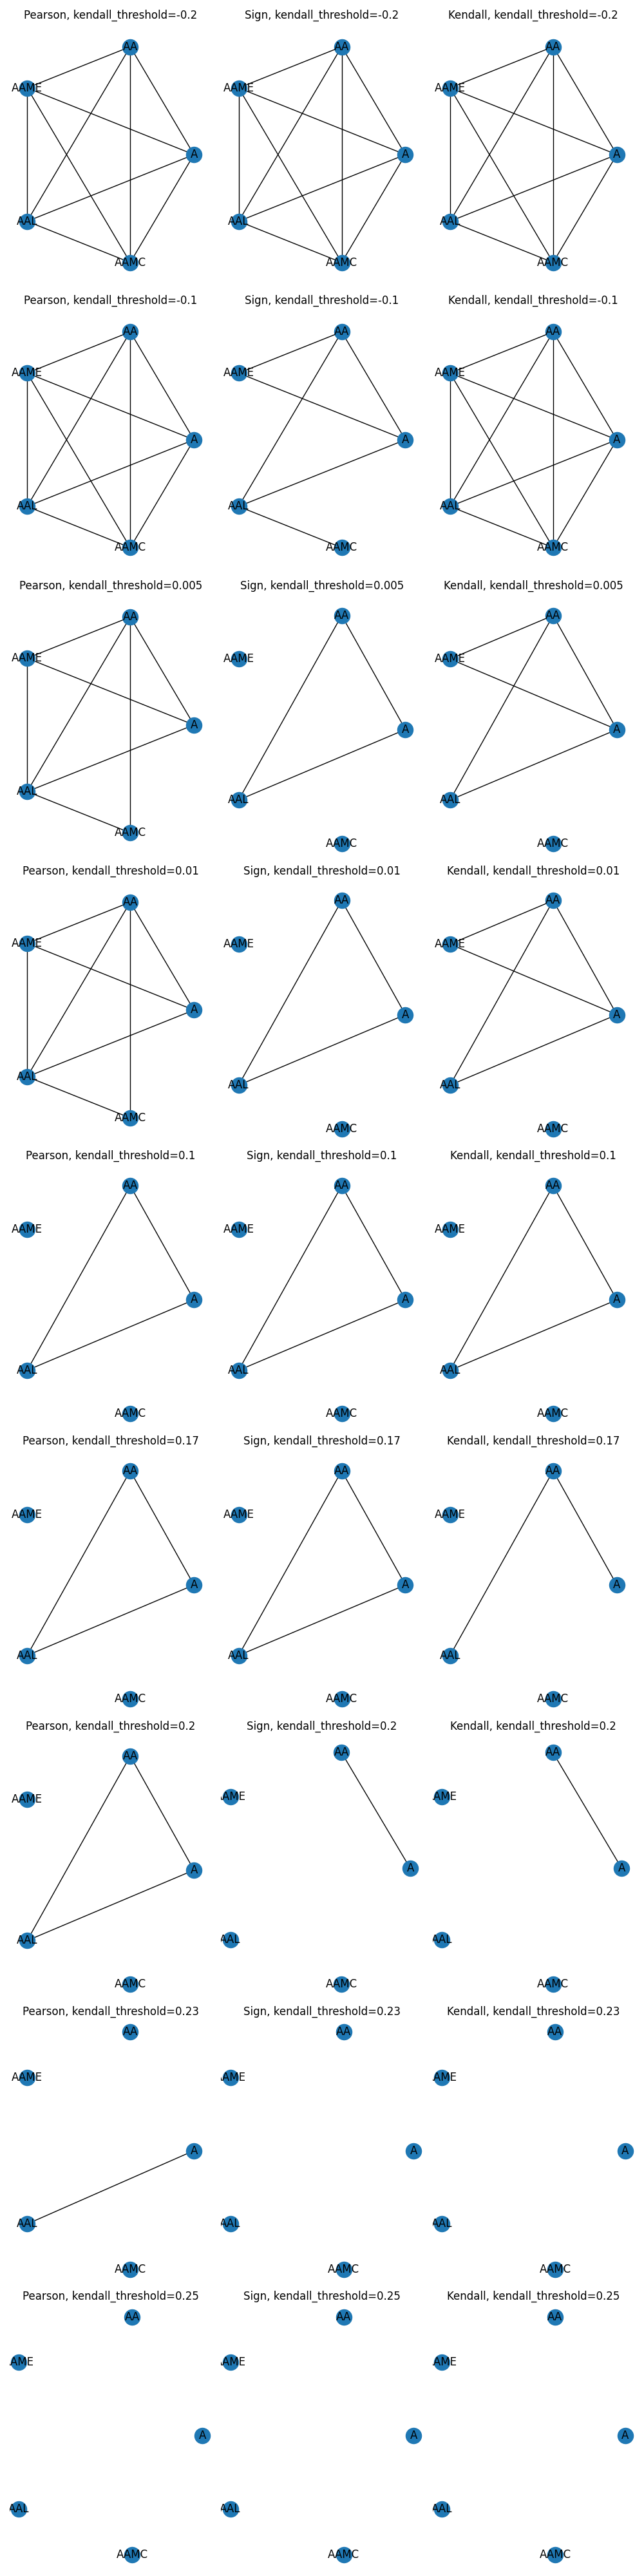 Pearson, kendall_threshold=-0.2 Sign, kendall_threshold=-0.2 Kendall, kendall_threshold=-0.2
AA AA AA
AAME AAME AAME
A A A
AAL AAL AAL
AAMC AAMC AAMC
Pearson, kendall_threshold=-0.1 Sign, kendall_threshold=-0.1 Kendall, kendall_threshold=-0.1
AA AA AA
AAME AAME AAME
A A A
AAL AAL AAL
AAMC AAMC AAMC
Pearson, kendall_threshold=0.005 Sign, kendall_threshold=0.005 Kendall, kendall_threshold=0.005
AA AA AA
AAME AAME AAME
A A A
AAL AAL AAL
AAMC AAMC AAMC
Pearson, kendall_threshold=0.01 Sign, kendall_threshold=0.01 Kendall, kendall_threshold=0.01
AA AA AA
AAME AAME AAME
A A A
AAL AAL AAL
AAMC AAMC AAMC
Pearson, kendall_threshold=0.1 Sign, kendall_threshold=0.1 Kendall, kendall_threshold=0.1
AA AA AA
AAME AAME AAME
A A A
AAL AAL AAL
AAMC AAMC AAMC
Pearson, kendall_threshold=0.17 Sign, kendall_threshold=0.17 Kendall, kendall_threshold=0.17
AA AA AA
AAME AAME AAME
A A A
AAL AAL AAL
AAMC AAMC AAMC
Pearson, kendall_threshold=0.2 Sign, kendall_threshold=0.2 Kendall, kendall_threshold=0.2
AA AA AA
AAME AME AME
A A A
AAL AAL AAL
AAMC AAMC AAMC
Pearson, kendall_threshold=0.23 Sign, kendall_threshold=0.23 Kendall, kendall_threshold=0.23
AA AA AA
AAME AME AME
A A A
AAL AAL AAL
AAMC AAMC AAMC
Pearson, kendall_threshold=0.25 Sign, kendall_threshold=0.25 Kendall, kendall_threshold=0.25
AA AA AA
AME AME AME
A A A
AAL AAL AAL
AAMC AAMC AAMC